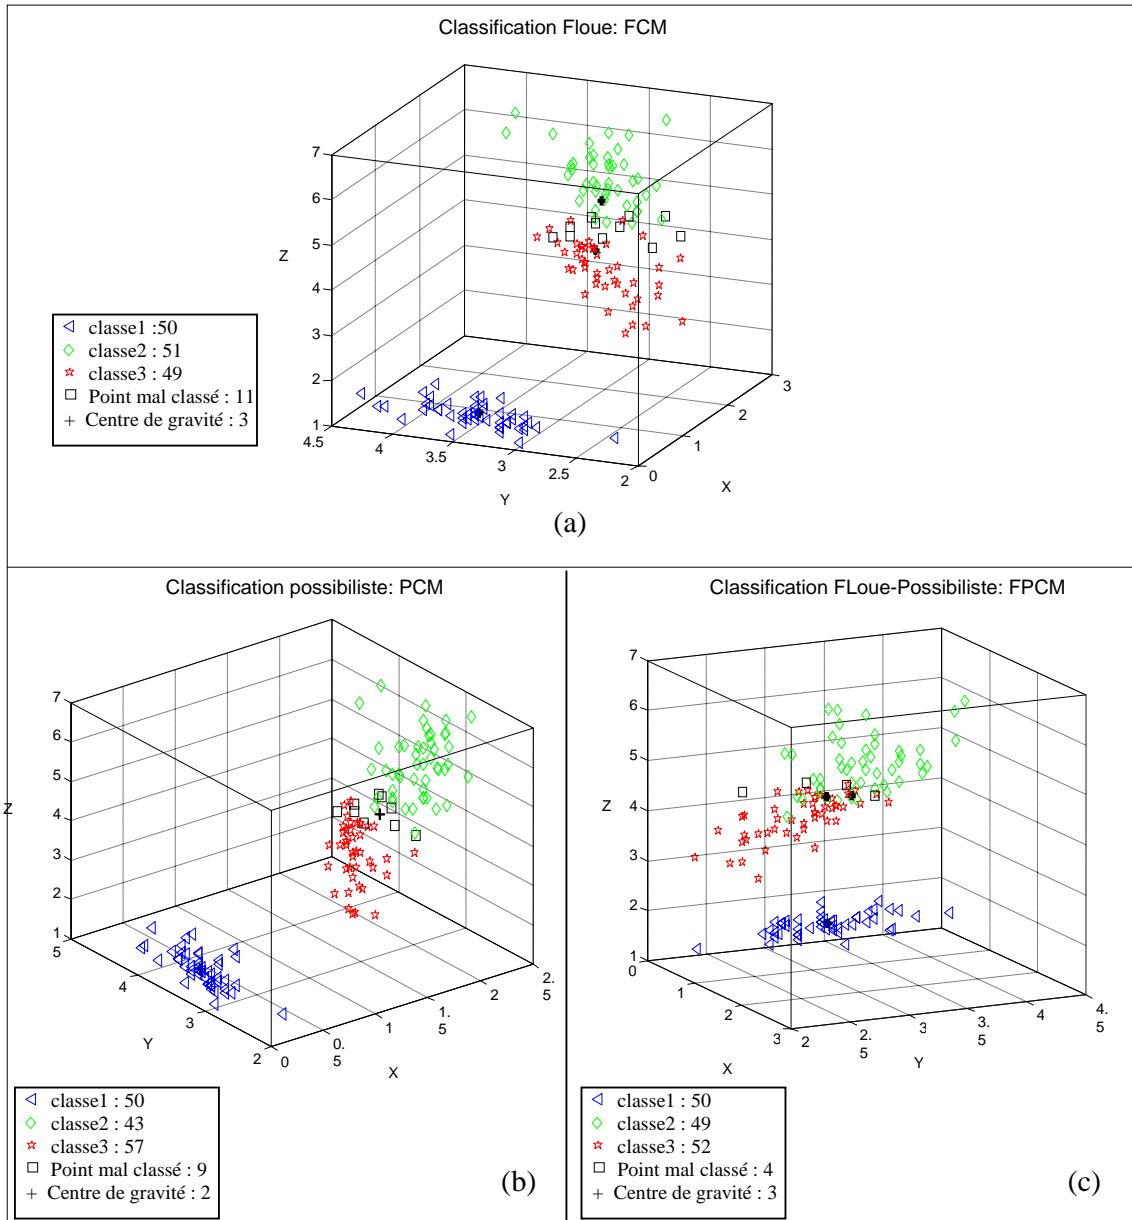 Classification Floue: FCM
7
6
5
4
3
2
1
Z
4.5
4
3.5
3
2.5
2
Y
0
1
2
3
X
classe1 :50
classe2 : 51
classe3 : 49
Point mal classé : 11
+ Centre de gravité : 3
(a)
Classification possibiliste: PCM
7
6
5
4
3
2
1
Z
5
4
3
2
Y
0
0.
5
1
1.
5
2
2.
5
X
classe1 : 50
classe2 : 43
classe3 : 57
Point mal classé : 9
+ Centre de gravité : 2
(b)
Classification FLoue-Possibiliste: FPCM
7
6
5
4
3
2
1
Z
0
1
2
3
X
2
2.
5
3
3.
5
4
4.
5
Y
classe1 : 50
classe2 : 49
classe3 : 52
Point mal classé : 4
+ Centre de gravité : 3
(c)